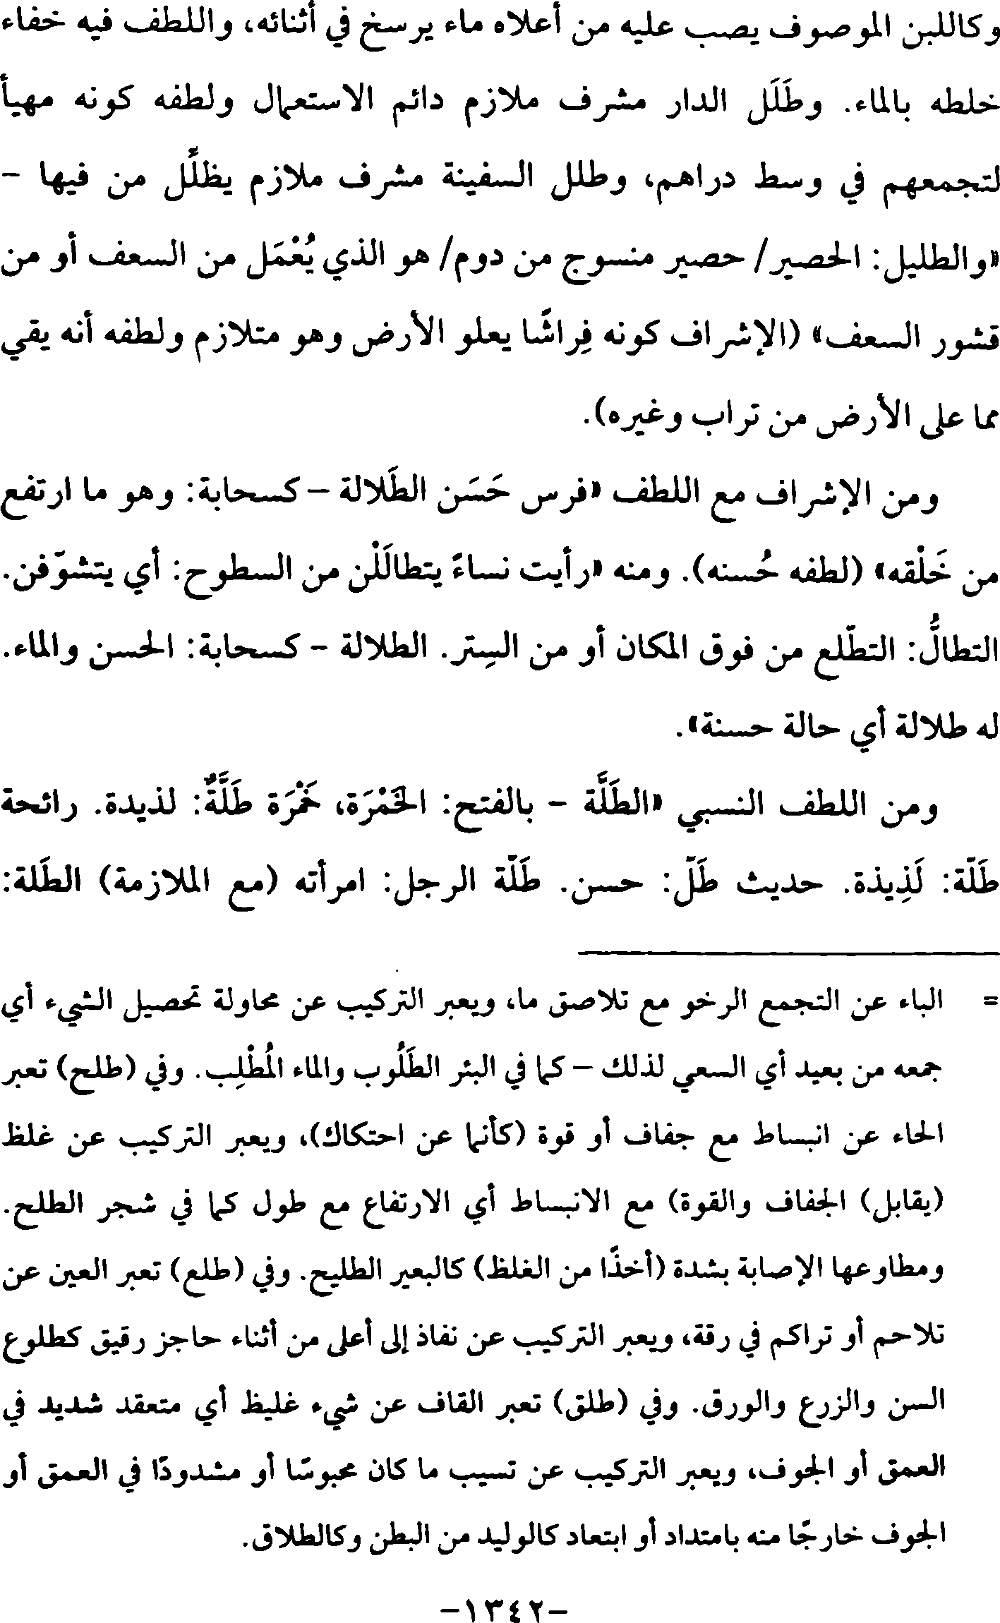 وكاللبن الموصوف يصب عليه من أعلاه ماء يرسخ في أثنائه، واللطف فيه خفاء
خلطه بالماء. وطَلَل الدار مشرف ملازم دائم الاستعمال ولطفه كونه مهيأ
لتجمعهم في وسط دراهم، وطلل السفينة مشرف ملازم يظلِّل من فيها –
«والطليل: الحصير/ حصير منسوج من دوم/ هو الذي يُعْمَل من السعف أو من
قشور السعف» (الإشراف كونه فِراشًا يعلو الأرض وهو متلازم ولطفه أنه يقي
مما على الأرض من تراب وغيره).
ومن الإشراف مع اللطف «فرس حَسَن الطَلالة – كسحابة: وهو ما ارتفع
من خَلْقه» (لطفه حُسنه). ومنه «رأيت نساءً يتطالَلْن من السطوح: أي يتشوّفن.
التطالُّ: التطلّع من فوق المكان أو من السِتر. الطلالة – كسحابة: الحسن والماء.
له طلالة أي حالة حسنة».
ومن اللطف النسبي «الطَلَّة – بالفتح: الخَمْرَة، خَمْرَة طَلَّةٌ: لذيدة. رائحة
طَلّة: لَذِيذة. حديث طَلّ: حسن. طَلّة الرجل: امرأته (مع الملازمة) الطَلة:
= الباء عن التجمع الرخو مع تلاصق ما، ويعبر التركيب عن محاولة تحصيل الشيء أي
جمعه من بعيد أي السعي لذلك – كما في البئر الطَلُوب والماء المُطْلِب. وفي (طلح) تعبر
الحاء عن انبساط مع جفاف أو قوة (كأنما عن احتكاك)، ويعبر التركيب عن غلظ
(يقابل) الجفاف والقوة) مع الانبساط أي الارتفاع مع طول كما في شجر الطلح.
ومطاوعها الإصابة بشدة (أخذًا من الغلظ) كالبعير الطليح. وفي (طلع) تعبر العين عن
تلاحم أو تراكم في رقة، ويعبر التركيب عن نفاذ إلى أعلى من أثناء حاجز رقيق كطلوع
السن والزرع والورق. وفي (طلق) تعبر القاف عن شيء غليظ أي متعقد شديد في
العمق أو الجوف، ويعبر التركيب عن تسيب ما كان محبوسًا أو مشدودًا في العمق أو
الجوف خارجًا منه بامتداد أو ابتعاد كالوليد من البطن وكالطلاق.
-١٣٤٢-